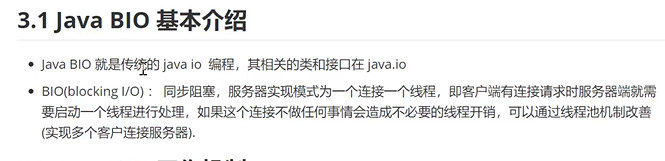 3.1 Java BIO 基本介绍
Java BIO 就是传统的 java io 编程，其相关的类和接口在 java.io
BIO(blocking I/O) ： 同步阻塞，服务器实现模式为一个连接一个线程，即客户端有连接请求时服务器端就需
要启动一个线程进行处理，如果这个连接不做任何事情会造成不必要的线程开销，可以通过线程池机制改善
(实现多个客户连接服务器).